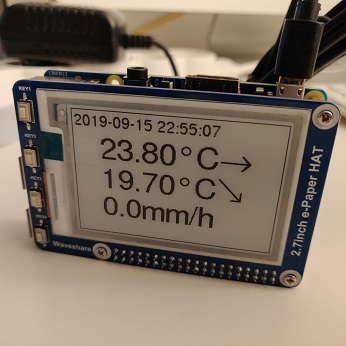 KEY1
2019-09-15 22:55:07
23.80°C→
19.70°C↘
0.0mm/h
KEY2
KEY3
KEY4
Waveshare
2.7inch e-Paper HAT